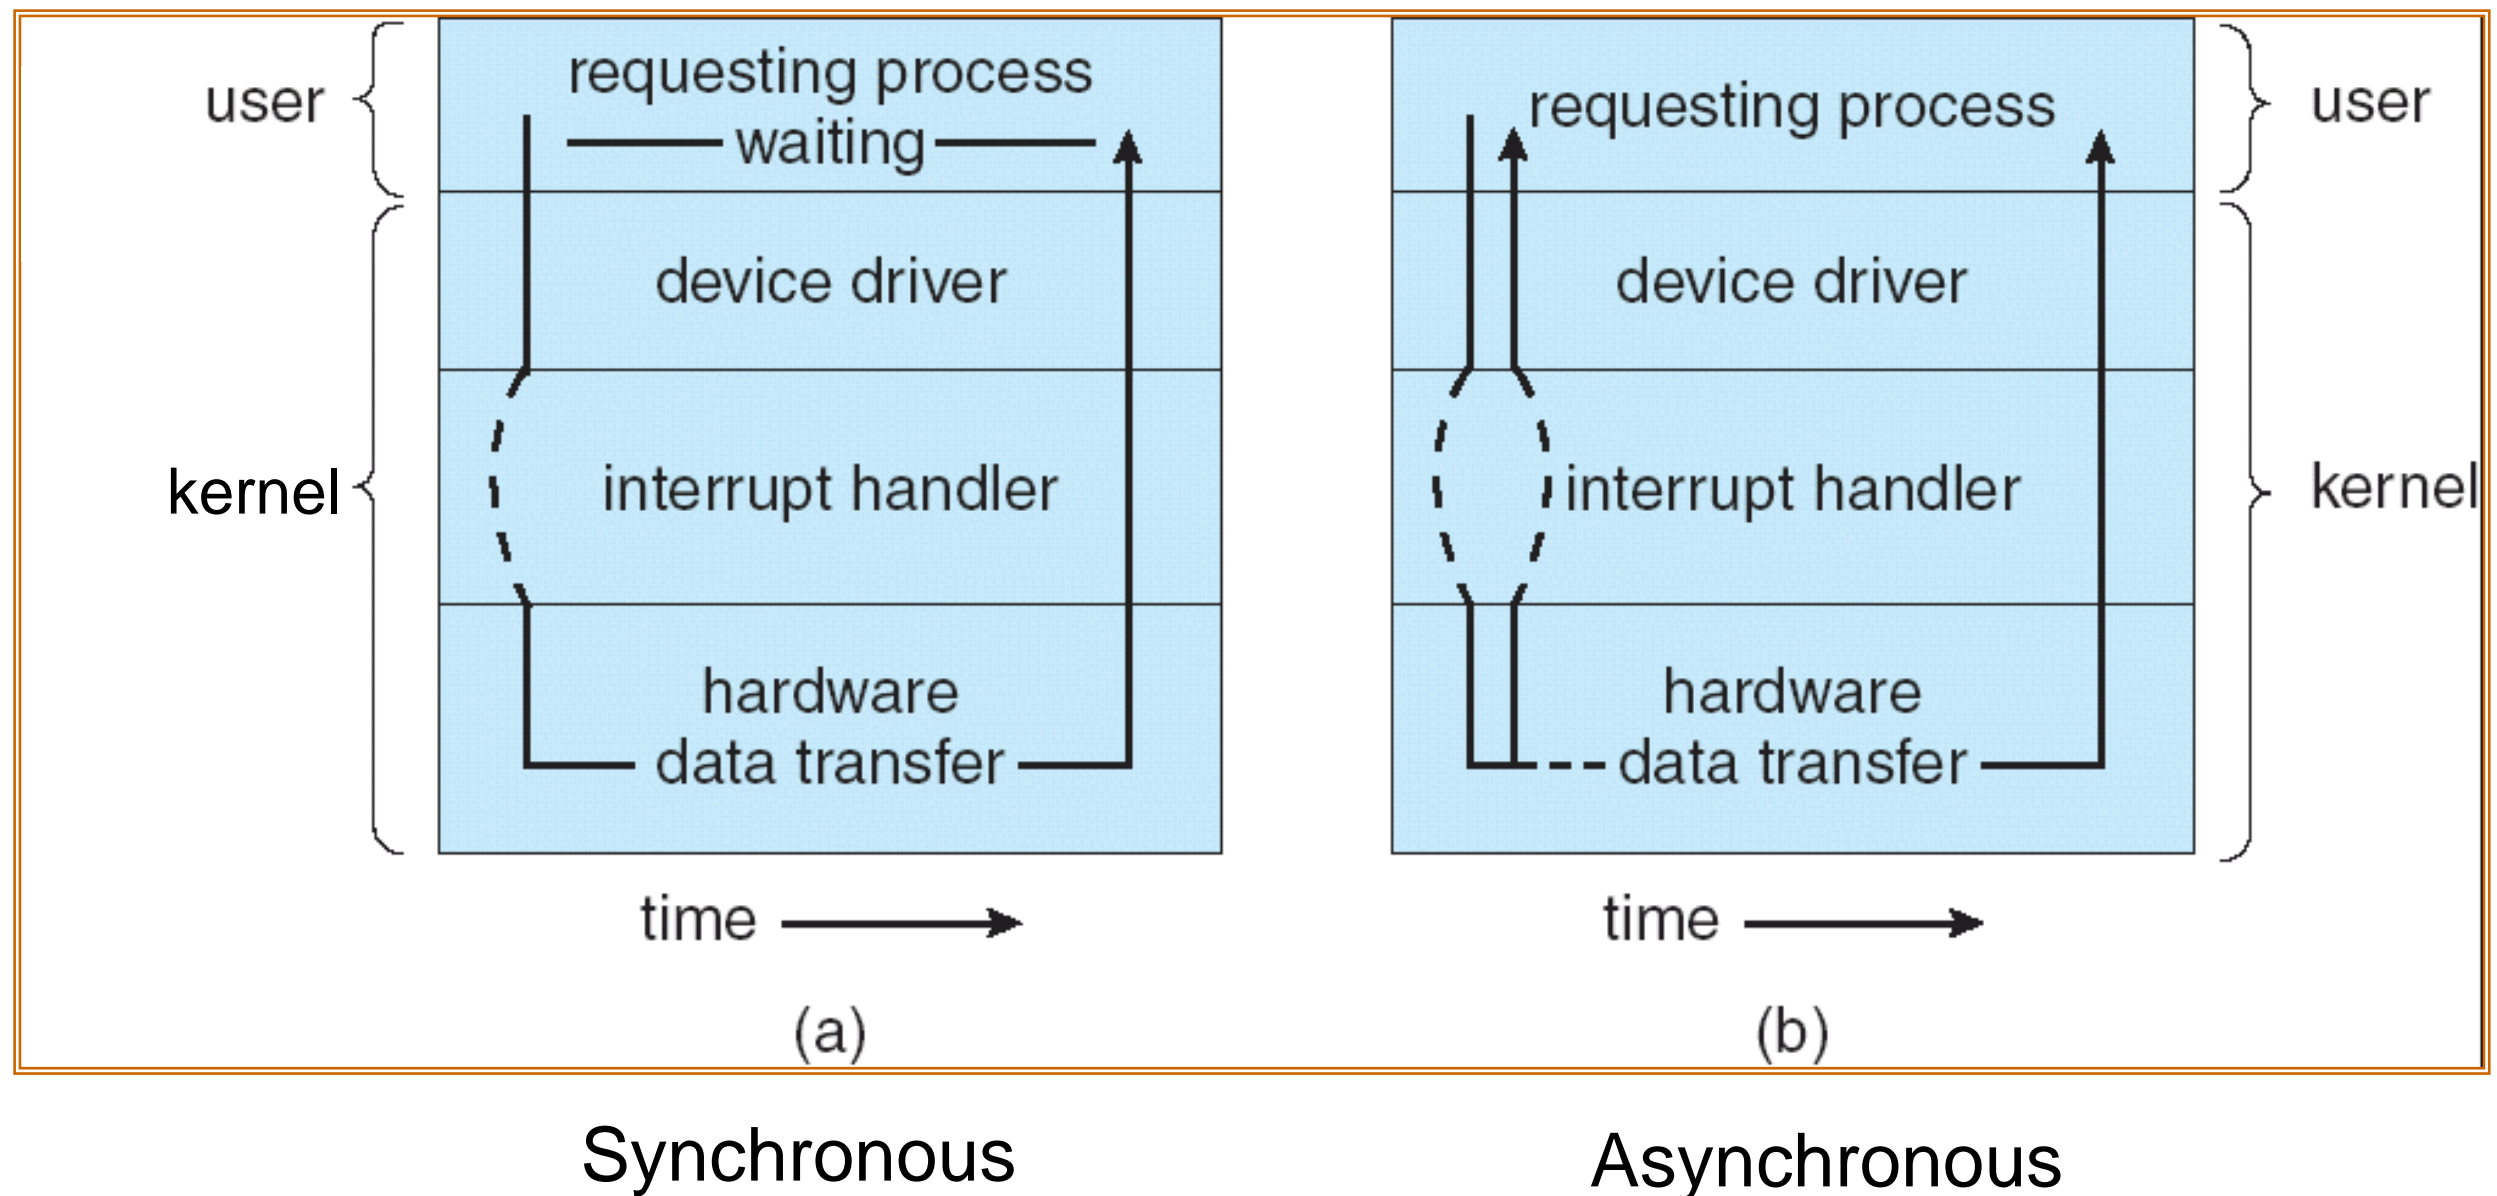 user
requesting process
waiting
device driver
interrupt handler
kernel
hardware
data transfer
time
(a)
requesting process
user
device driver
interrupt handler
kernel
hardware
data transfer
time
(b)
Synchronous
Asynchronous